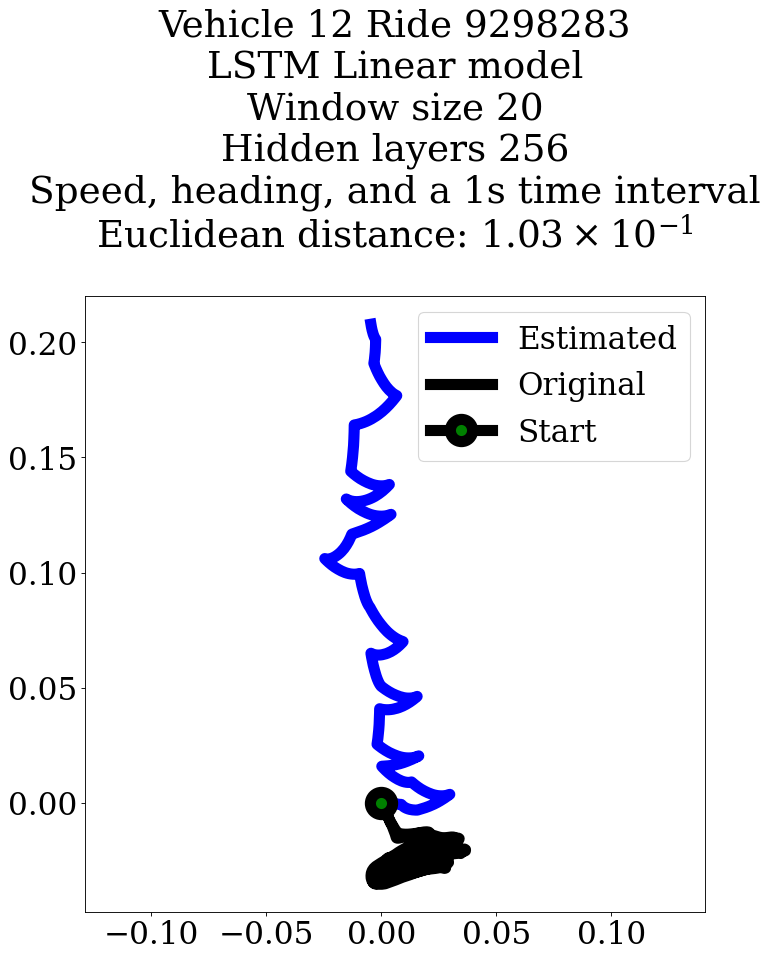 Vehicle 12 Ride 9298283
LSTM Linear model
Window size 20
Hidden layers 256
Speed, heading, and a 1s time interval
Euclidean distance: 1.03 × 10⁻¹
Estimated
Original
Start
0.20
0.15
0.10
0.05
0.00
−0.10 −0.05 0.00 0.05 0.10